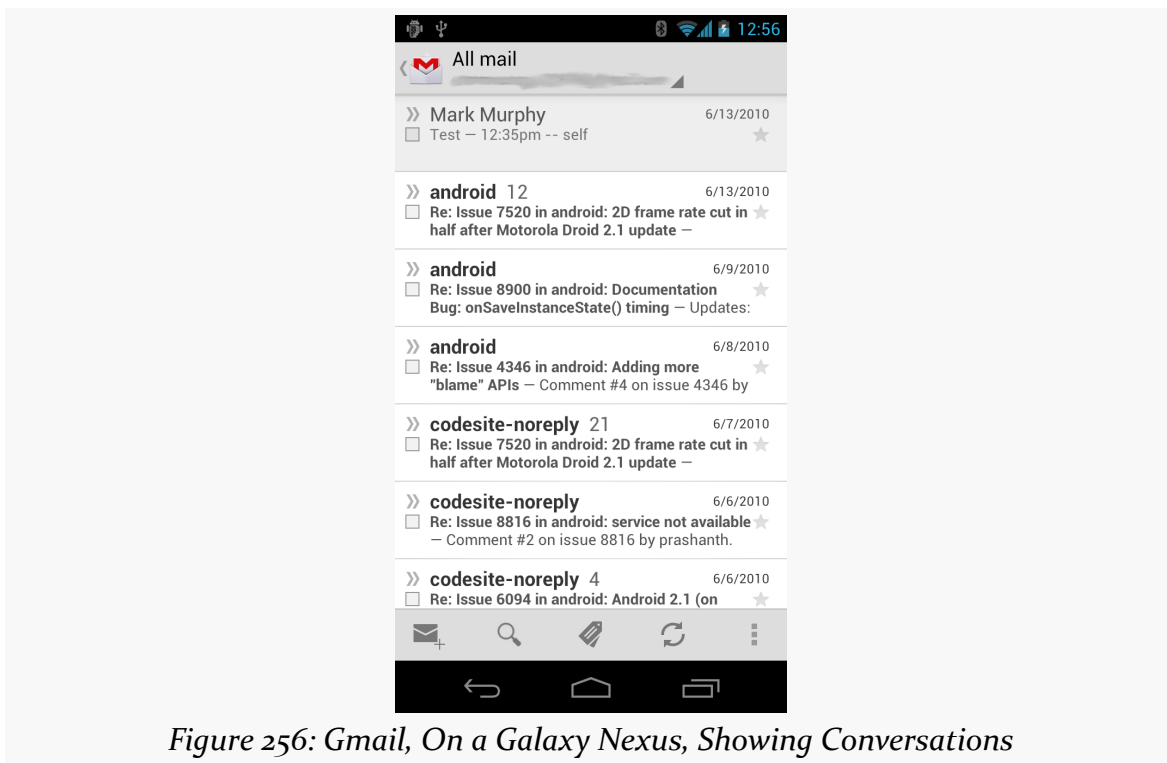 12:56
All mail
Mark Murphy 6/13/2010
Test — 12:35pm -- self
android 12 6/13/2010
Re: Issue 7520 in android: 2D frame rate cut in
half after Motorola Droid 2.1 update —
android 6/9/2010
Re: Issue 8900 in android: Documentation
Bug: onSaveInstanceState() timing — Updates:
android 6/8/2010
Re: Issue 4346 in android: Adding more
"blame" APIs — Comment #4 on issue 4346 by
codesite-noreply 21 6/7/2010
Re: Issue 7520 in android: 2D frame rate cut in
half after Motorola Droid 2.1 update —
codesite-noreply 6/6/2010
Re: Issue 8816 in android: service not available
— Comment #2 on issue 8816 by prashanth.
codesite-noreply 4 6/6/2010
Re: Issue 6094 in android: Android 2.1 (on
Figure 256: Gmail, On a Galaxy Nexus, Showing Conversations